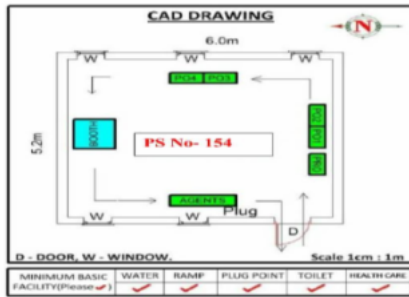 CAD DRAWING
N
6.0m
W W W
PO4 PO3
5.2m
BOOTH
PS No- 154
PO2
PO1
PRO
AGENTS
Plug
W W
D
D - DOOR, W - WINDOW.
Scale 1cm : 1m
MINIMUM BASIC FACILITY(Please✓) WATER RAMP PLUG POINT TOILET HEALTH CARE